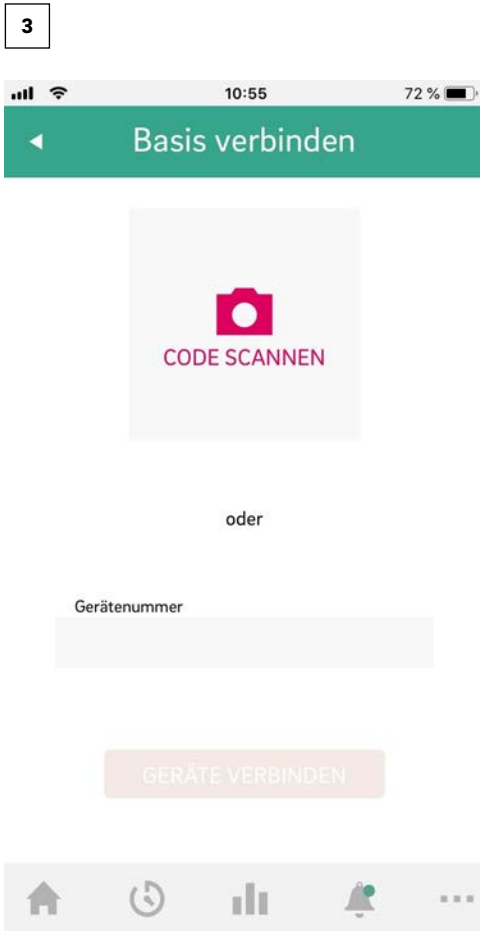 3
10:55
72 %
Basis verbinden
CODE SCANNEN
oder
Gerätenummer
GERÄTE VERBINDEN